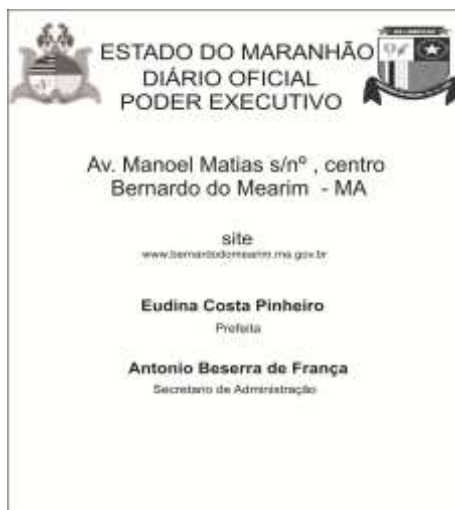 ESTADO DO MARANHÃO
DIÁRIO OFICIAL
PODER EXECUTIVO
Av. Manoel Matias s/nº , centro
Bernardo do Mearim - MA
site
www.bernardodomearim.ma.gov.br
Eudina Costa Pinheiro
Prefeita
Antonio Beserra de França
Secretario de Administração